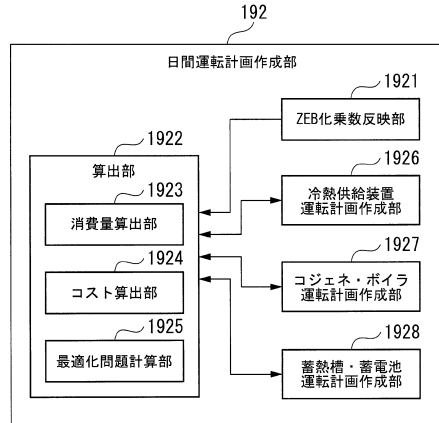 192
日間運転計画作成部
1921
ZEB化乗数反映部
1922
算出部
1923
消費量算出部
1924
コスト算出部
1925
最適化問題計算部
1926
冷熱供給装置
運転計画作成部
1927
コジェネ・ボイラ
運転計画作成部
1928
蓄熱槽・蓄電池
運転計画作成部